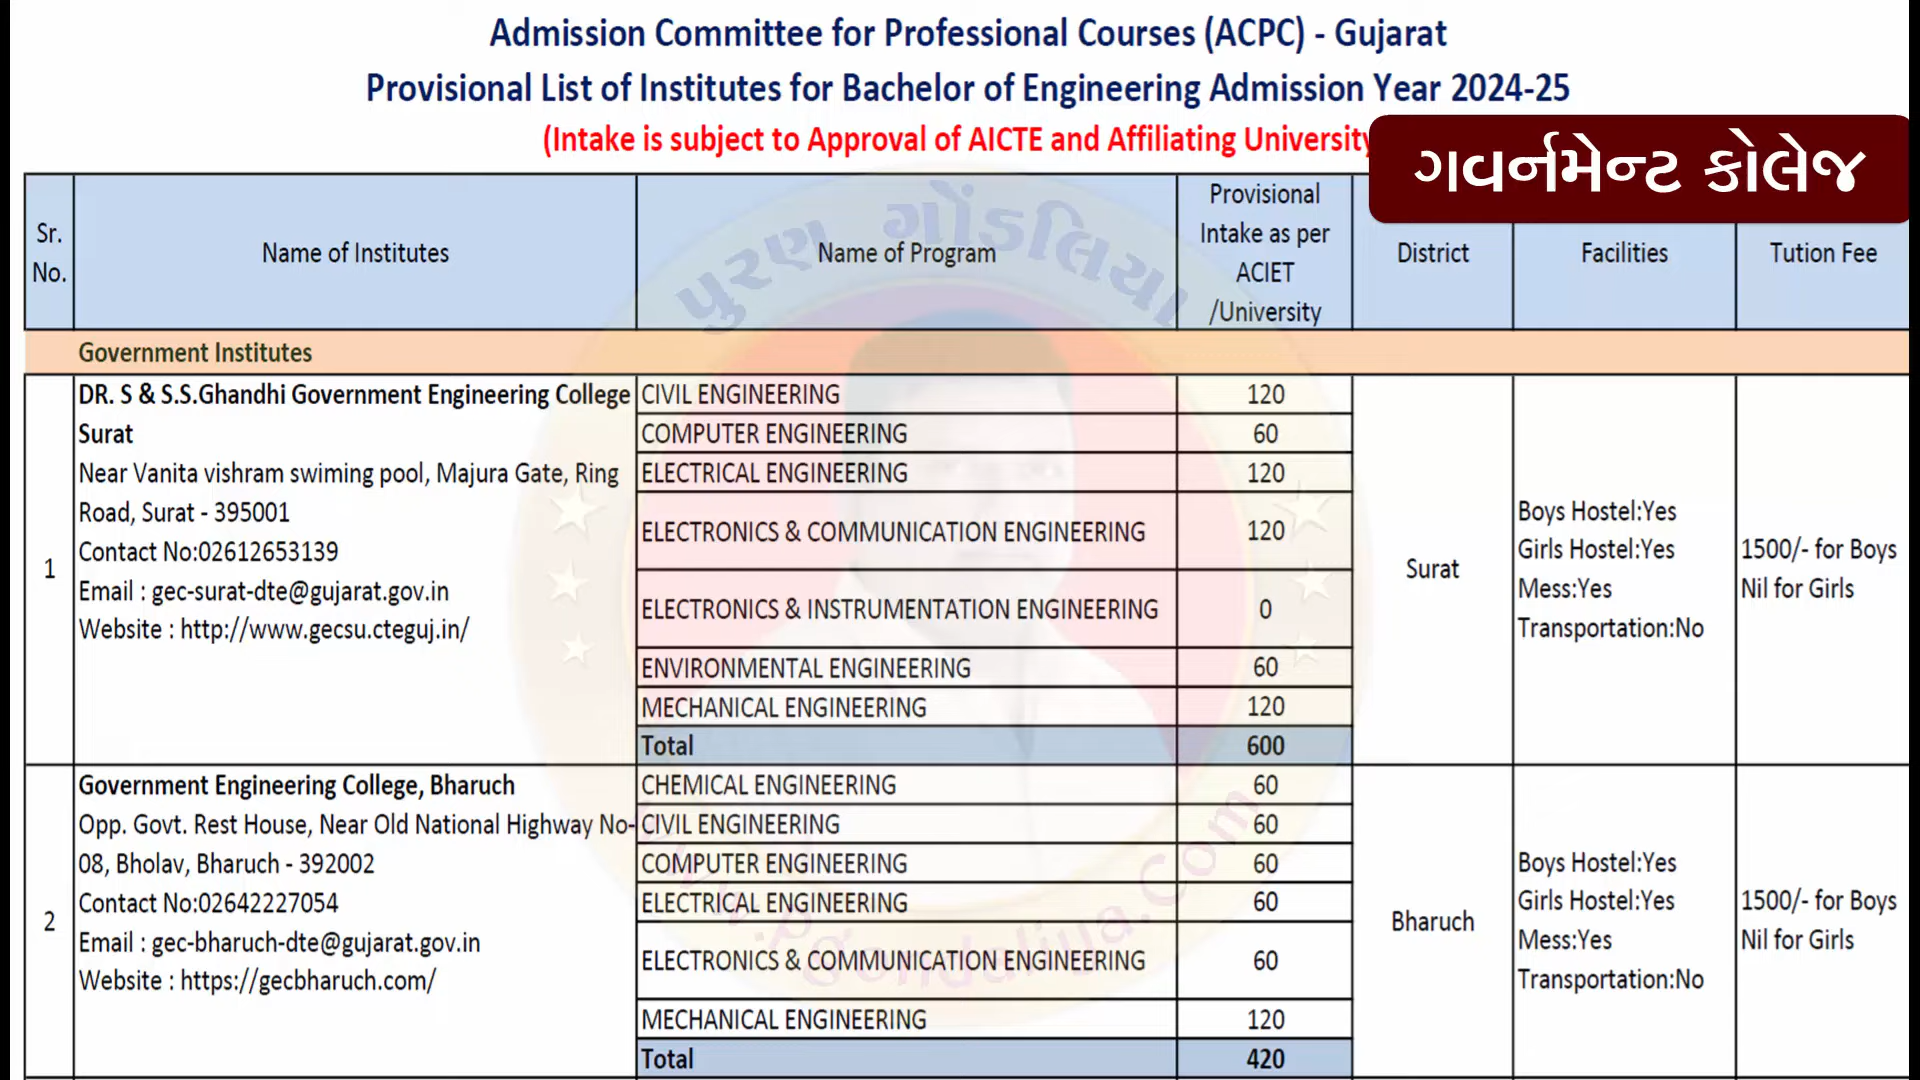 Admission Committee for Professional Courses (ACPC) - Gujarat
Provisional List of Institutes for Bachelor of Engineering Admission Year 2024-25
(Intake is subject to Approval of AICTE and Affiliating University
ગવર્નમેન્ટ કોલેજ
Sr. No.
Name of Institutes
Name of Program
Provisional
Intake as per
ACIET
/University
District
Facilities
Tution Fee
Government Institutes
1
DR. S & S.S.Ghandhi Government Engineering College
Surat
Near Vanita vishram swiming pool, Majura Gate, Ring
Road, Surat - 395001
Contact No:02612653139
Email : gec-surat-dte@gujarat.gov.in
Website : http://www.gecsu.cteguj.in/
CIVIL ENGINEERING 120
COMPUTER ENGINEERING 60
ELECTRICAL ENGINEERING 120
ELECTRONICS & COMMUNICATION ENGINEERING 120
ELECTRONICS & INSTRUMENTATION ENGINEERING 0
ENVIRONMENTAL ENGINEERING 60
MECHANICAL ENGINEERING 120
Total 600
Surat
Boys Hostel:Yes
Girls Hostel:Yes
Mess:Yes
Transportation:No
1500/- for Boys
Nil for Girls
2
Government Engineering College, Bharuch
Opp. Govt. Rest House, Near Old National Highway No-
08, Bholav, Bharuch - 392002
Contact No:02642227054
Email : gec-bharuch-dte@gujarat.gov.in
Website : https://gecbharuch.com/
CHEMICAL ENGINEERING 60
CIVIL ENGINEERING 60
COMPUTER ENGINEERING 60
ELECTRICAL ENGINEERING 60
ELECTRONICS & COMMUNICATION ENGINEERING 60
MECHANICAL ENGINEERING 120
Total 420
Bharuch
Boys Hostel:Yes
Girls Hostel:Yes
Mess:Yes
Transportation:No
1500/- for Boys
Nil for Girls
પુરણ ગોંડલિયા
www.pgondaliya.Com